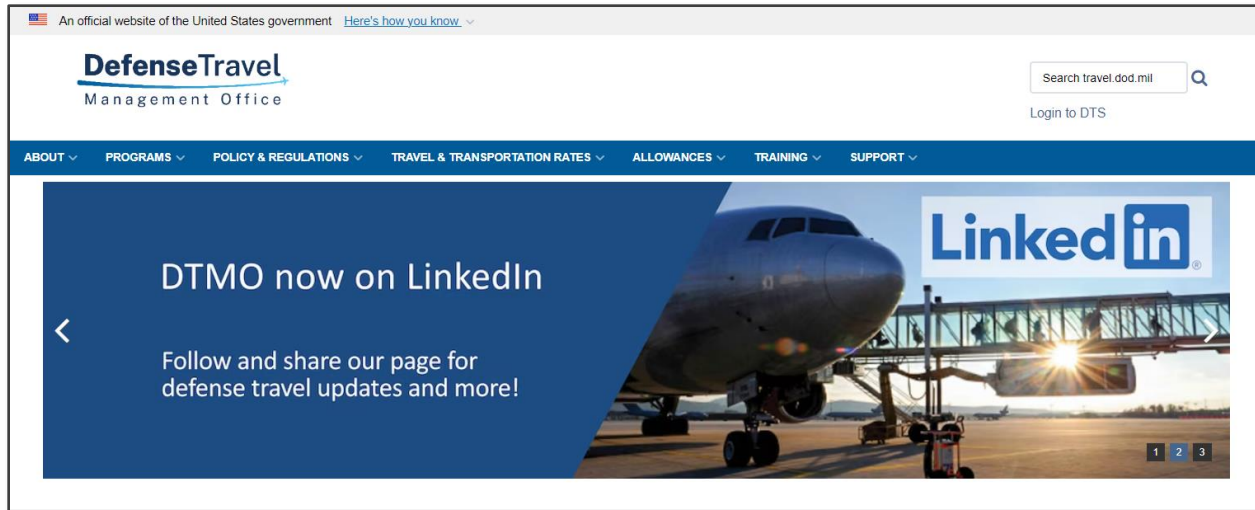 An official website of the United States government Here's how you know
DefenseTravel
Management Office
Search travel.dod.mil
Login to DTS
ABOUT PROGRAMS POLICY & REGULATIONS TRAVEL & TRANSPORTATION RATES ALLOWANCES TRAINING SUPPORT
Linked in®
DTMO now on LinkedIn
Follow and share our page for
defense travel updates and more!
1 2 3